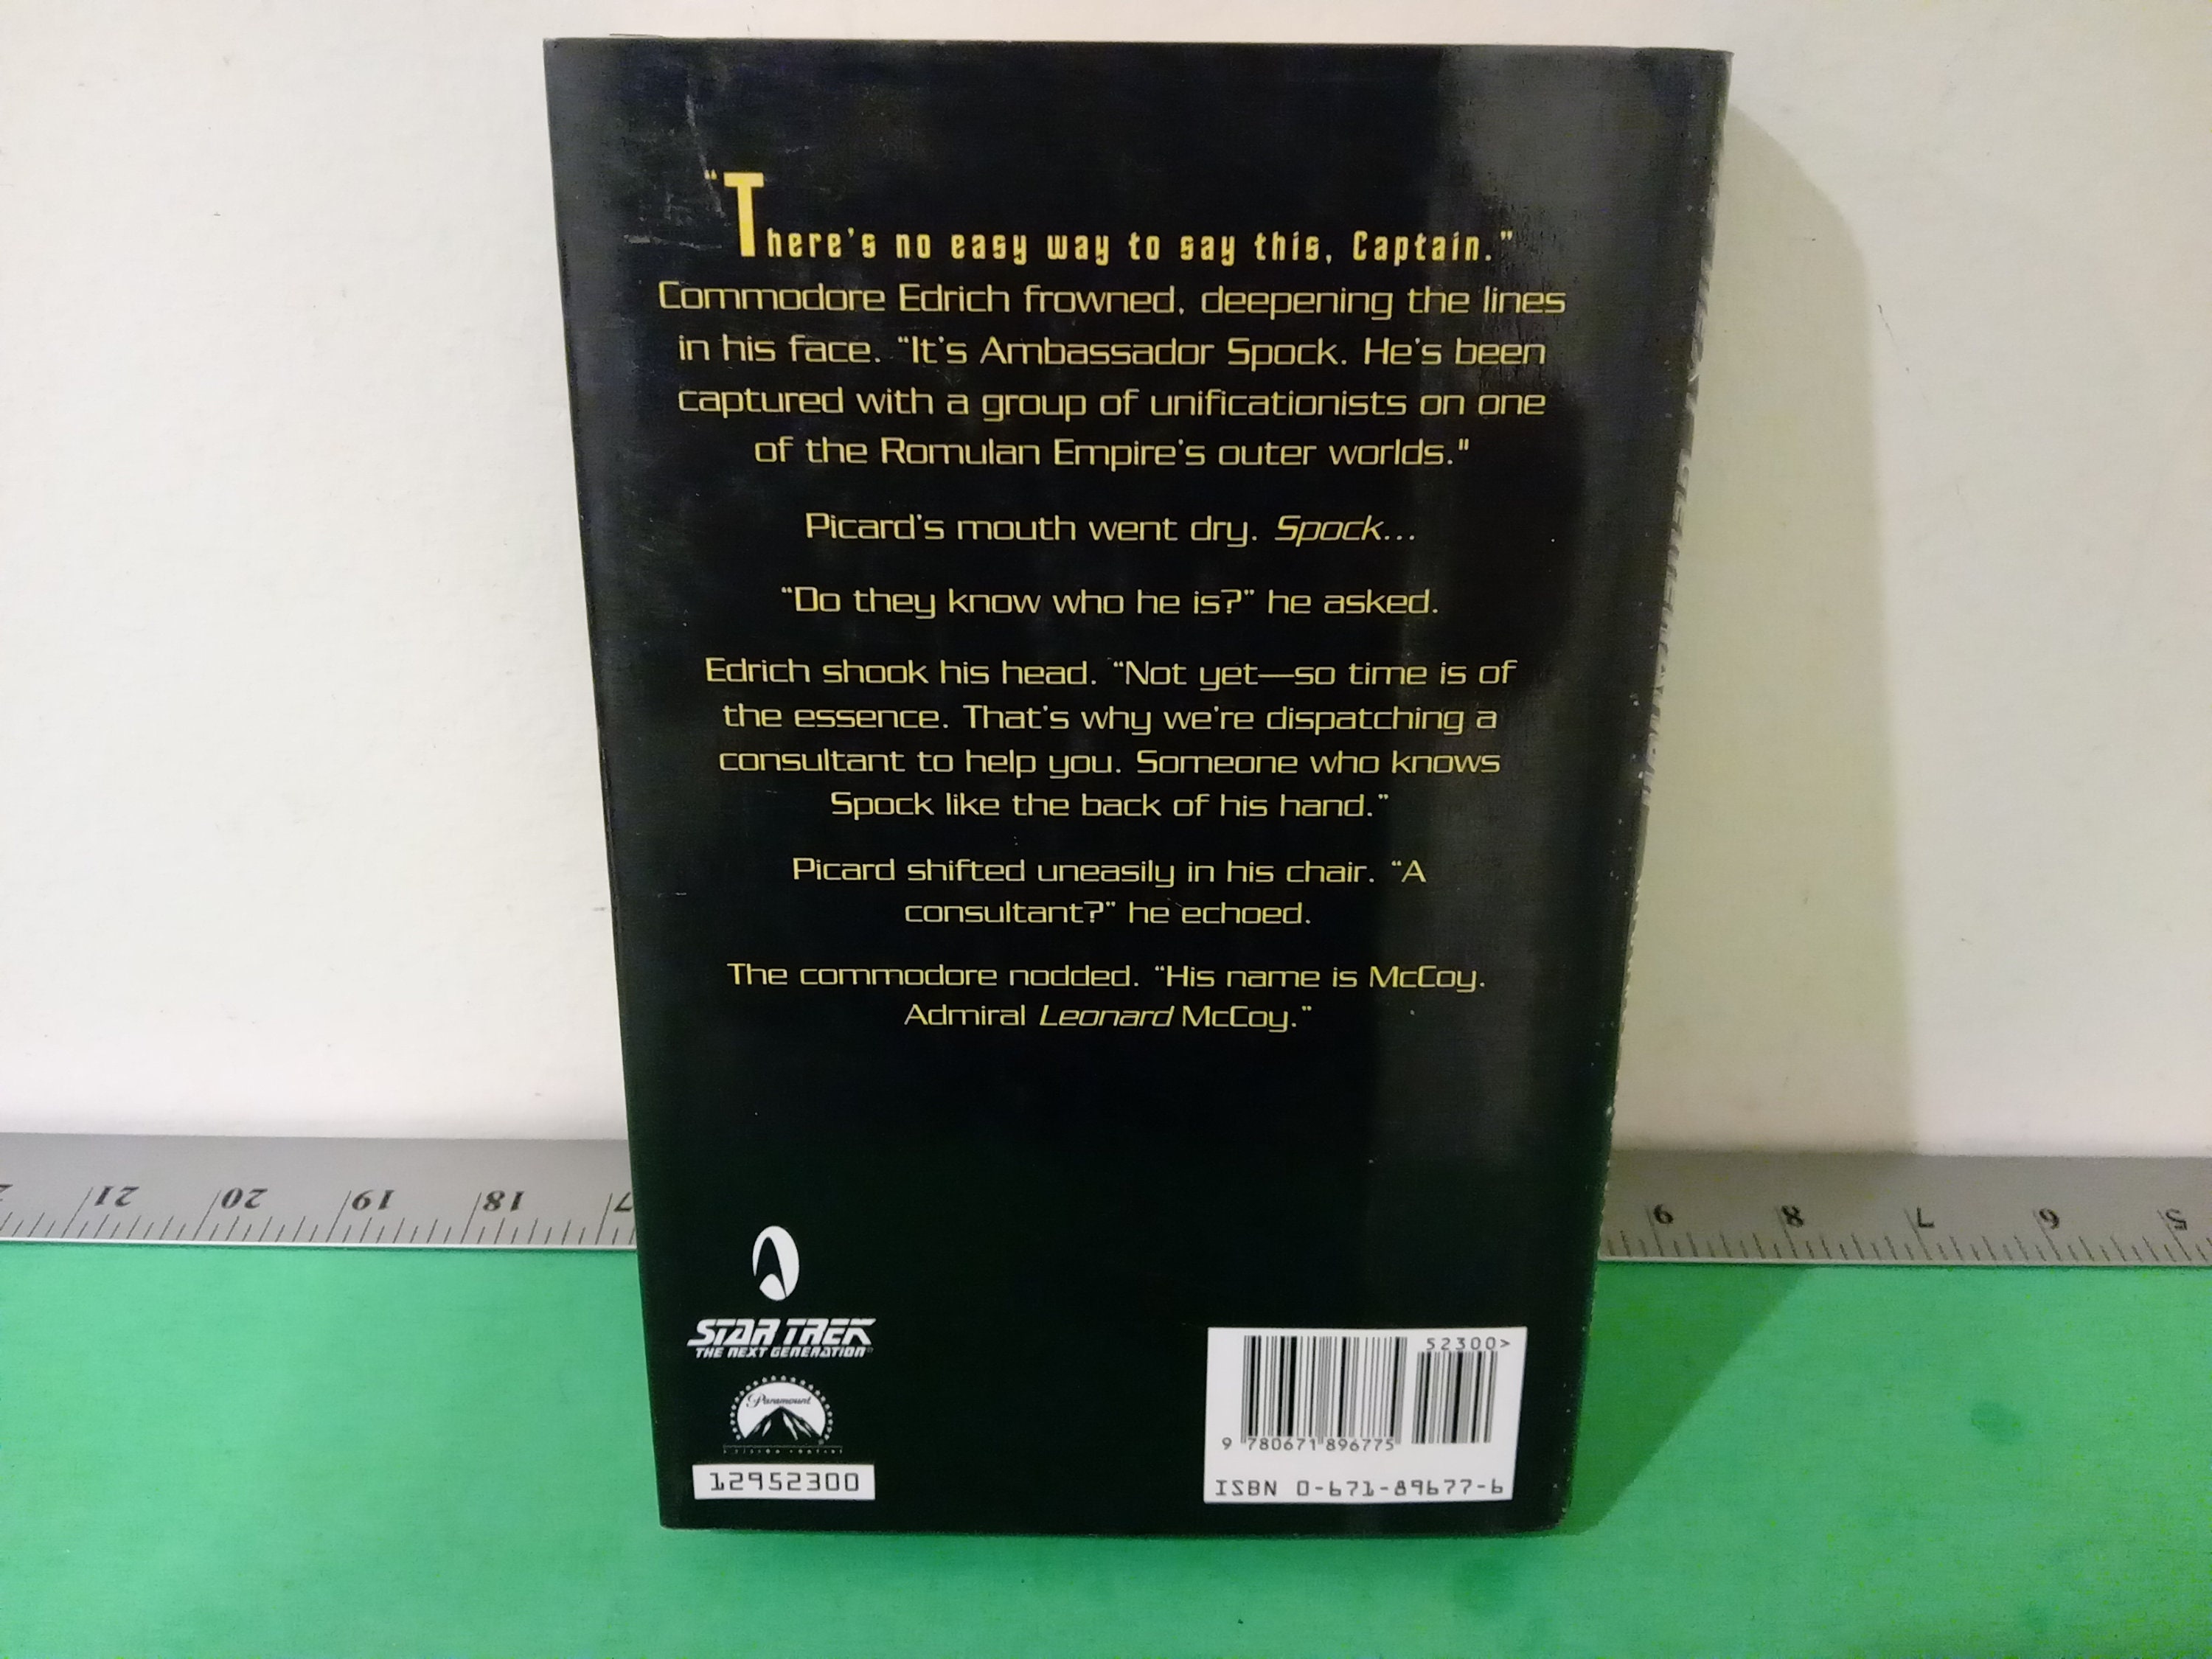 “There’s no easy way to say this, Captain.”
Commodore Edrich frowned, deepening the lines
in his face. “It’s Ambassador Spock. He’s been
captured with a group of unificationists on one
of the Romulan Empire’s outer worlds."
Picard’s mouth went dry. Spock...
“Do they know who he is?” he asked.
Edrich shook his head. “Not yet—so time is of
the essence. That’s why we’re dispatching a
consultant to help you. Someone who knows
Spock like the back of his hand.”
Picard shifted uneasily in his chair. “A
consultant?” he echoed.
The commodore nodded. “His name is McCoy.
Admiral Leonard McCoy.”
STAR TREK
THE NEXT GENERATION®
Paramount
12952300
52300>
9 780671 896775
ISBN 0-671-89677-6
21 20 19 18 17
9 8 7 6 5